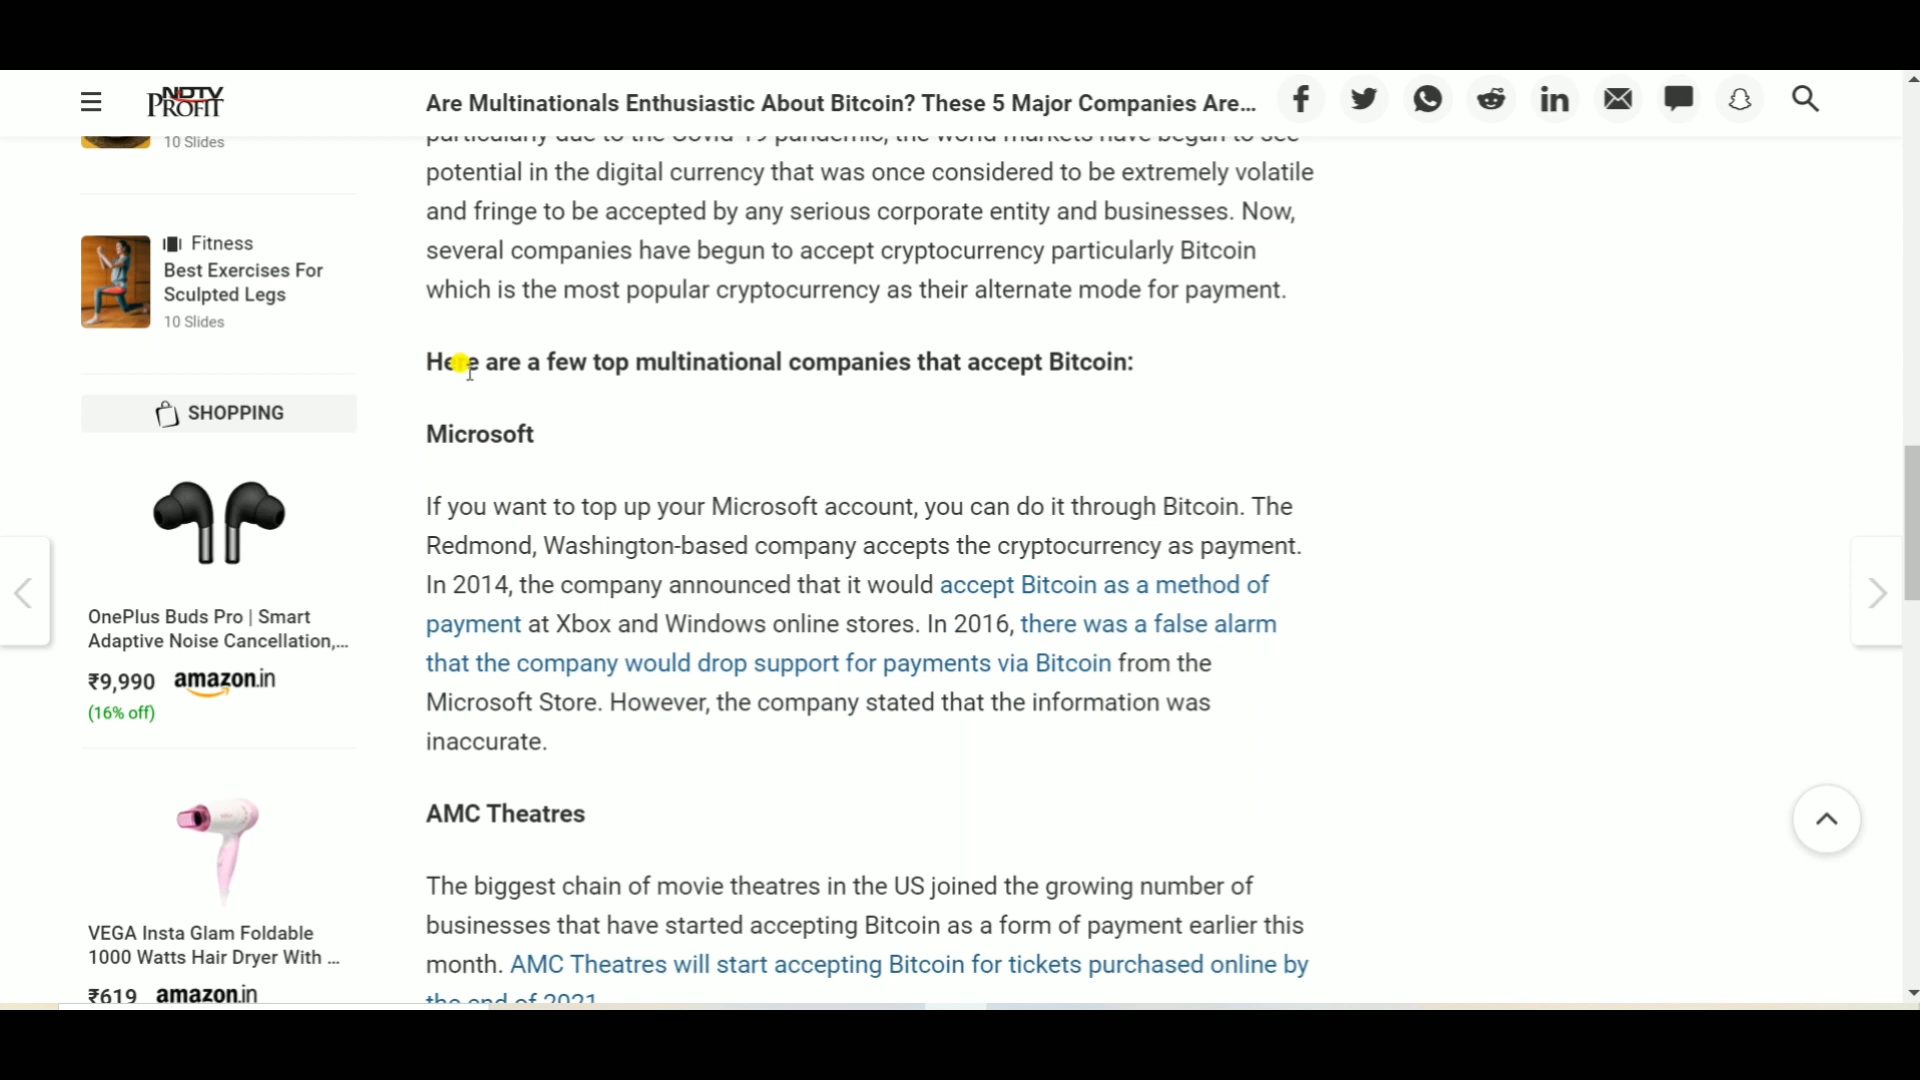 NDTV
PROFIT
Are Multinationals Enthusiastic About Bitcoin? These 5 Major Companies Are...
10 Slides
Fitness
Best Exercises For
Sculpted Legs
10 Slides
SHOPPING
OnePlus Buds Pro | Smart
Adaptive Noise Cancellation,...
₹9,990 amazon.in
(16% off)
VEGA Insta Glam Foldable
1000 Watts Hair Dryer With ...
₹619 amazon.in
particularly due to the Covid-19 pandemic, the world markets have begun to see
potential in the digital currency that was once considered to be extremely volatile
and fringe to be accepted by any serious corporate entity and businesses. Now,
several companies have begun to accept cryptocurrency particularly Bitcoin
which is the most popular cryptocurrency as their alternate mode for payment.
Here are a few top multinational companies that accept Bitcoin:
Microsoft
If you want to top up your Microsoft account, you can do it through Bitcoin. The
Redmond, Washington-based company accepts the cryptocurrency as payment.
In 2014, the company announced that it would accept Bitcoin as a method of
payment at Xbox and Windows online stores. In 2016, there was a false alarm
that the company would drop support for payments via Bitcoin from the
Microsoft Store. However, the company stated that the information was
inaccurate.
AMC Theatres
The biggest chain of movie theatres in the US joined the growing number of
businesses that have started accepting Bitcoin as a form of payment earlier this
month. AMC Theatres will start accepting Bitcoin for tickets purchased online by
the end of 2021